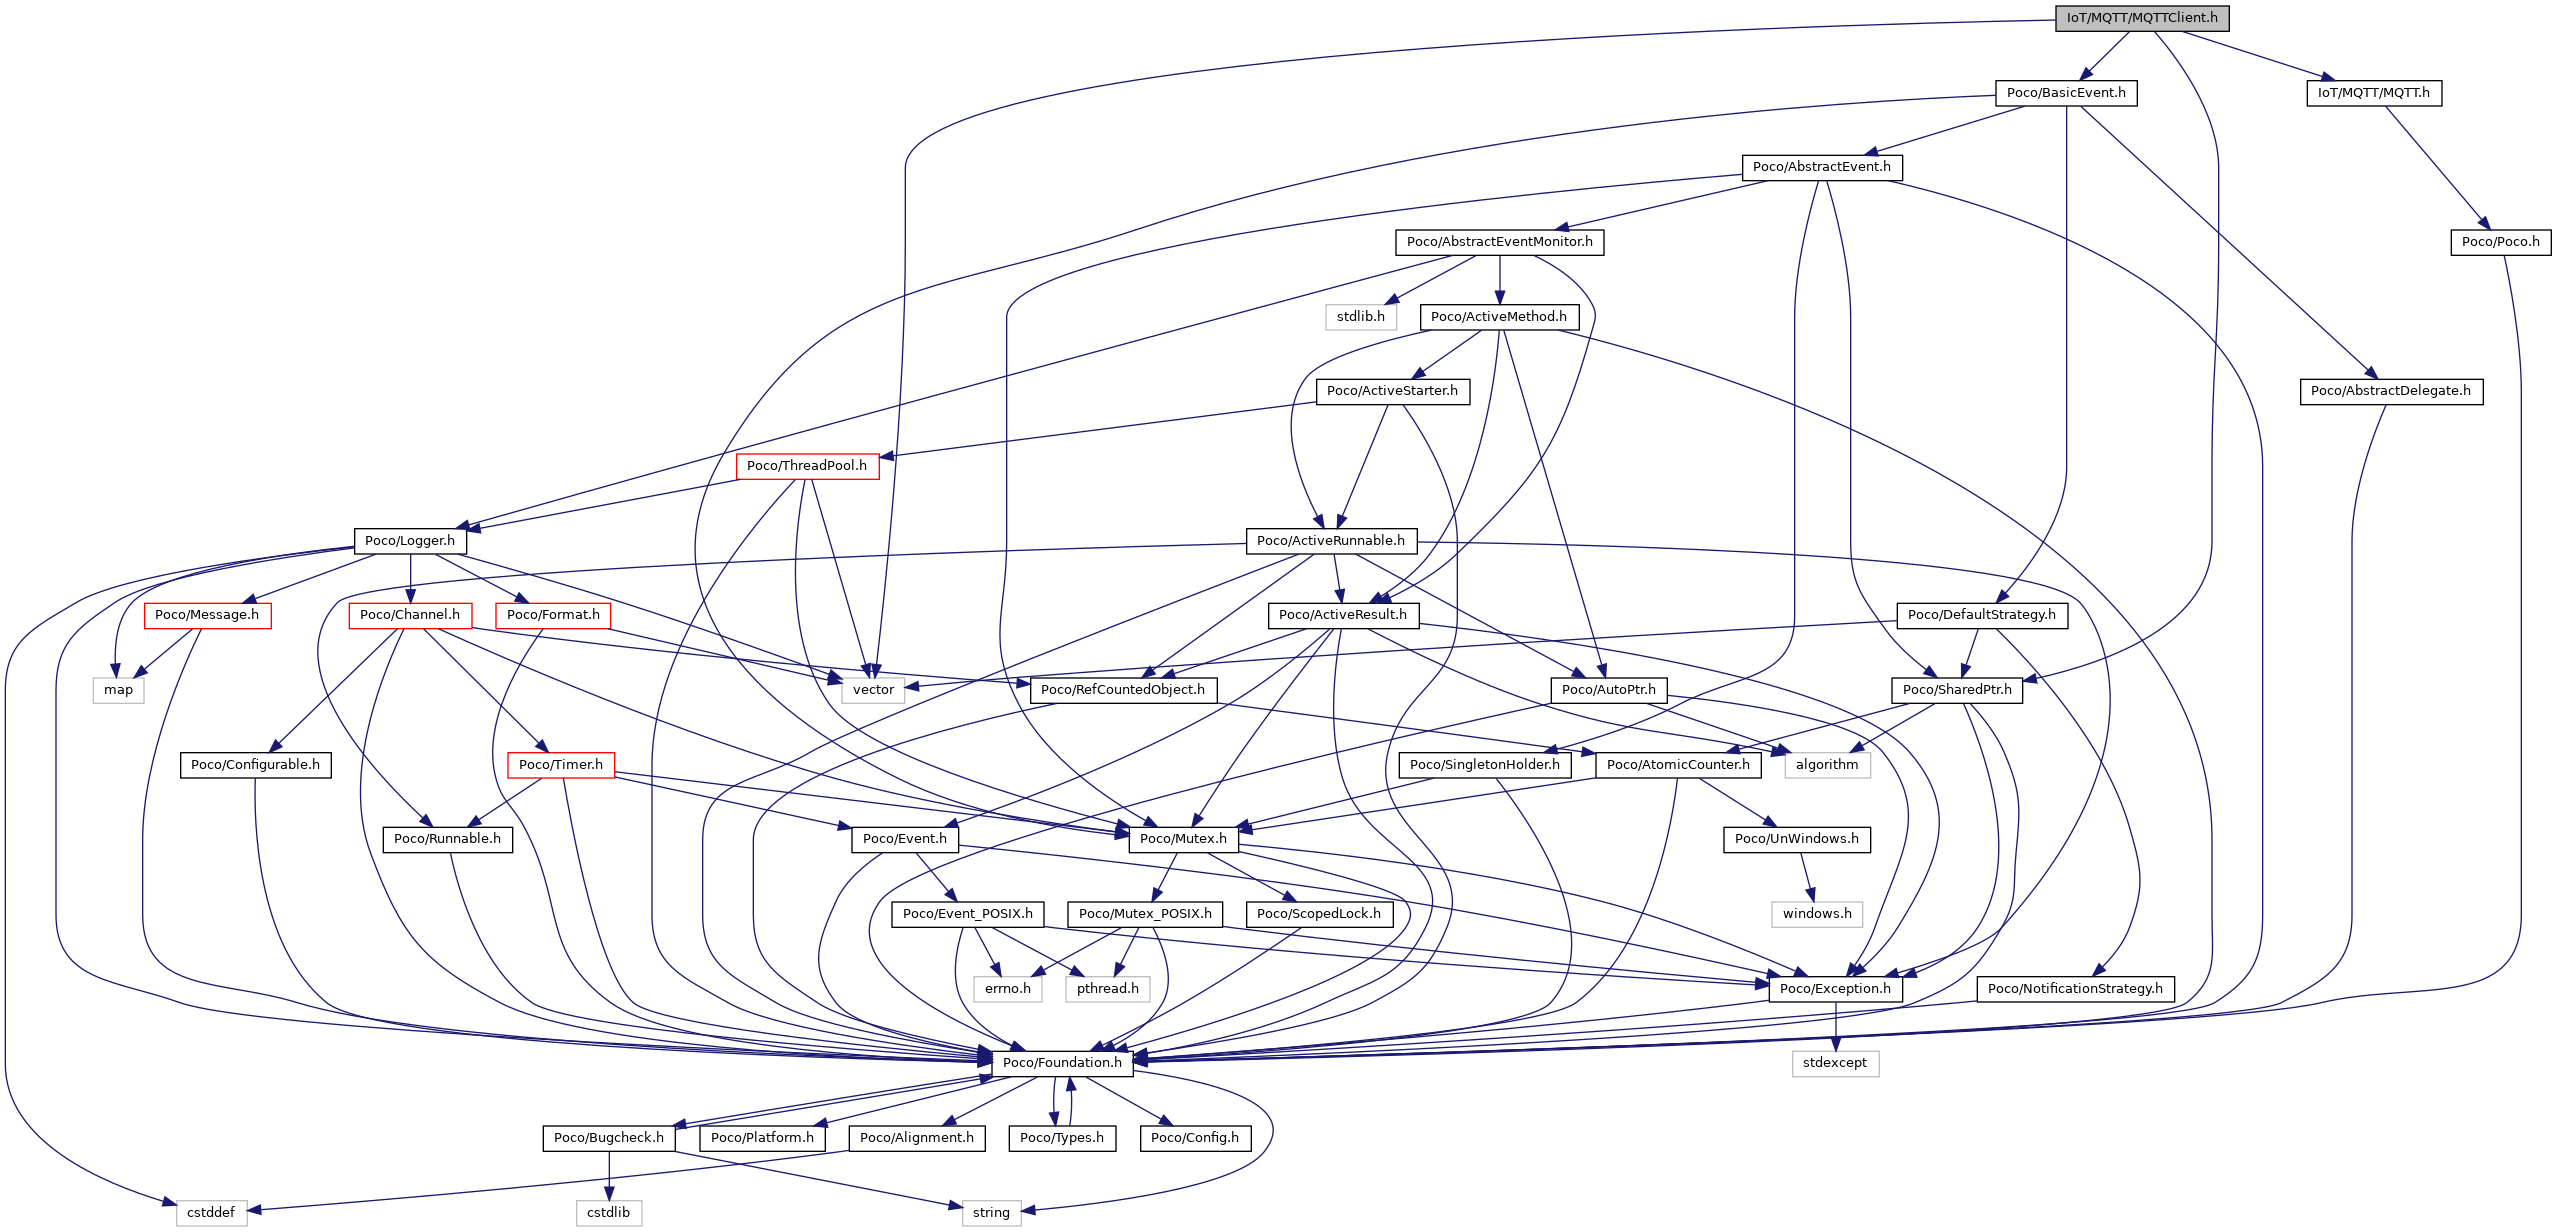 IoT/MQTT/MQTTClient.h
Poco/BasicEvent.h
IoT/MQTT/MQTT.h
Poco/AbstractEvent.h
Poco/AbstractEventMonitor.h
Poco/Poco.h
stdlib.h
Poco/ActiveMethod.h
Poco/ActiveStarter.h
Poco/AbstractDelegate.h
Poco/ThreadPool.h
Poco/Logger.h
Poco/ActiveRunnable.h
Poco/Message.h
Poco/Channel.h
Poco/Format.h
Poco/ActiveResult.h
Poco/DefaultStrategy.h
map
vector
Poco/RefCountedObject.h
Poco/AutoPtr.h
Poco/SharedPtr.h
Poco/Configurable.h
Poco/Timer.h
Poco/SingletonHolder.h
Poco/AtomicCounter.h
algorithm
Poco/Runnable.h
Poco/Event.h
Poco/Mutex.h
Poco/UnWindows.h
Poco/Event_POSIX.h
Poco/Mutex_POSIX.h
Poco/ScopedLock.h
windows.h
errno.h
pthread.h
Poco/Exception.h
Poco/NotificationStrategy.h
Poco/Foundation.h
stdexcept
Poco/Bugcheck.h
Poco/Platform.h
Poco/Alignment.h
Poco/Types.h
Poco/Config.h
cstddef
cstdlib
string